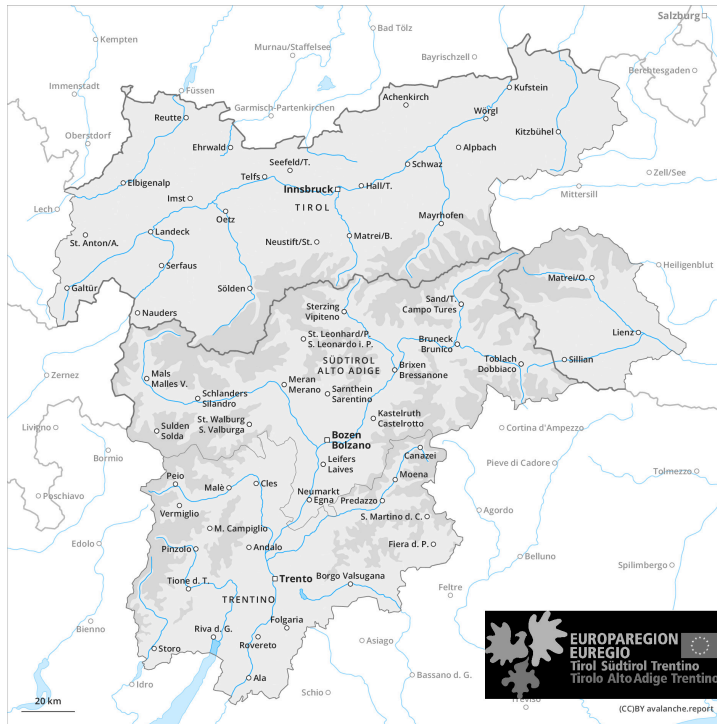 Salzburg
Kempten
Bad Tölz
Murnau/Staffelsee
Bayrischzell
Berchtesgaden
Immenstadt
Füssen
Garmisch-Partenkirchen
Achenkirch
Kufstein
Reutte
Wörgl
Oberstdorf
Kitzbühel
Ehrwald
Seefeld/T.
Alpbach
Schwaz
Telfs
Zell/See
Elbigenalp
Innsbruck
Hall/T.
Mittersill
Imst
TIROL
Lech
Oetz
Mayrhofen
St. Anton/A.
Landeck
Neustift/St.
Matrei/B.
Serfaus
Heiligenblut
Matrei/O.
Galtür
Sölden
Sand/T.
Campo Tures
Nauders
Sterzing
Vipiteno
Lienz
St. Leonhard/P.
S. Leonardo i. P.
Bruneck
Brunico
SÜDTIROL
ALTO ADIGE
Toblach
Dobbiaco
Sillian
Zernez
Mals
Malles V.
Meran
Merano
Brixen
Bressanone
Schlanders
Silandro
Sarnthein
Sarentino
St. Walburg
S. Valburga
Kastelruth
Castelrotto
Livigno
Sulden
Solda
Bozen
Bolzano
Cortina d'Ampezzo
Bormio
Canazei
Leifers
Laives
Pieve di Cadore
Tolmezzo
Peio
Moena
Malè
Cles
Poschiavo
Neumarkt
Egna
Predazzo
Vermiglio
Agordo
M. Campiglio
S. Martino d. C.
Edolo
Pinzolo
Andalo
Fiera d. P.
Belluno
Spilimbergo
Tione d. T.
Trento
Borgo Valsugana
Feltre
TRENTINO
Bienno
Riva d. G.
Folgaria
Rovereto
Asiago
Storo
Ala
Bassano d. G.
Idro
Schio
Treviso
EUROPAREGION
EUREGIO
Tirol Südtirol Trentino
Tirolo Alto Adige Trentino
20 km
(CC)BY avalanche.report